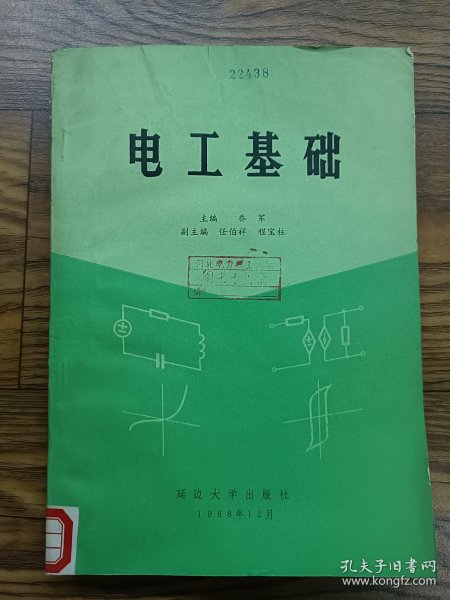 22438
电工基础
主编 乔 军
副主编 任伯祥 程宝柱
延边大学出版社
1988年12月
孔夫子旧书网
www.kongfz.com